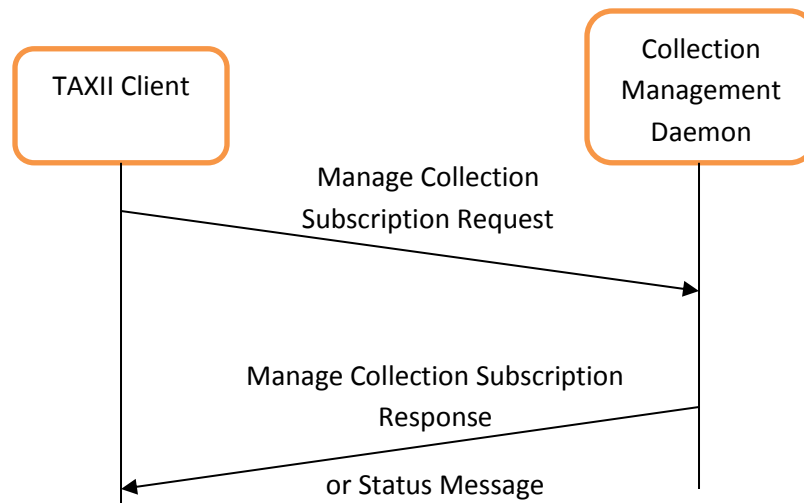 TAXII Client
Collection
Management
Daemon
Manage Collection
Subscription Request
Manage Collection Subscription
Response
or Status Message